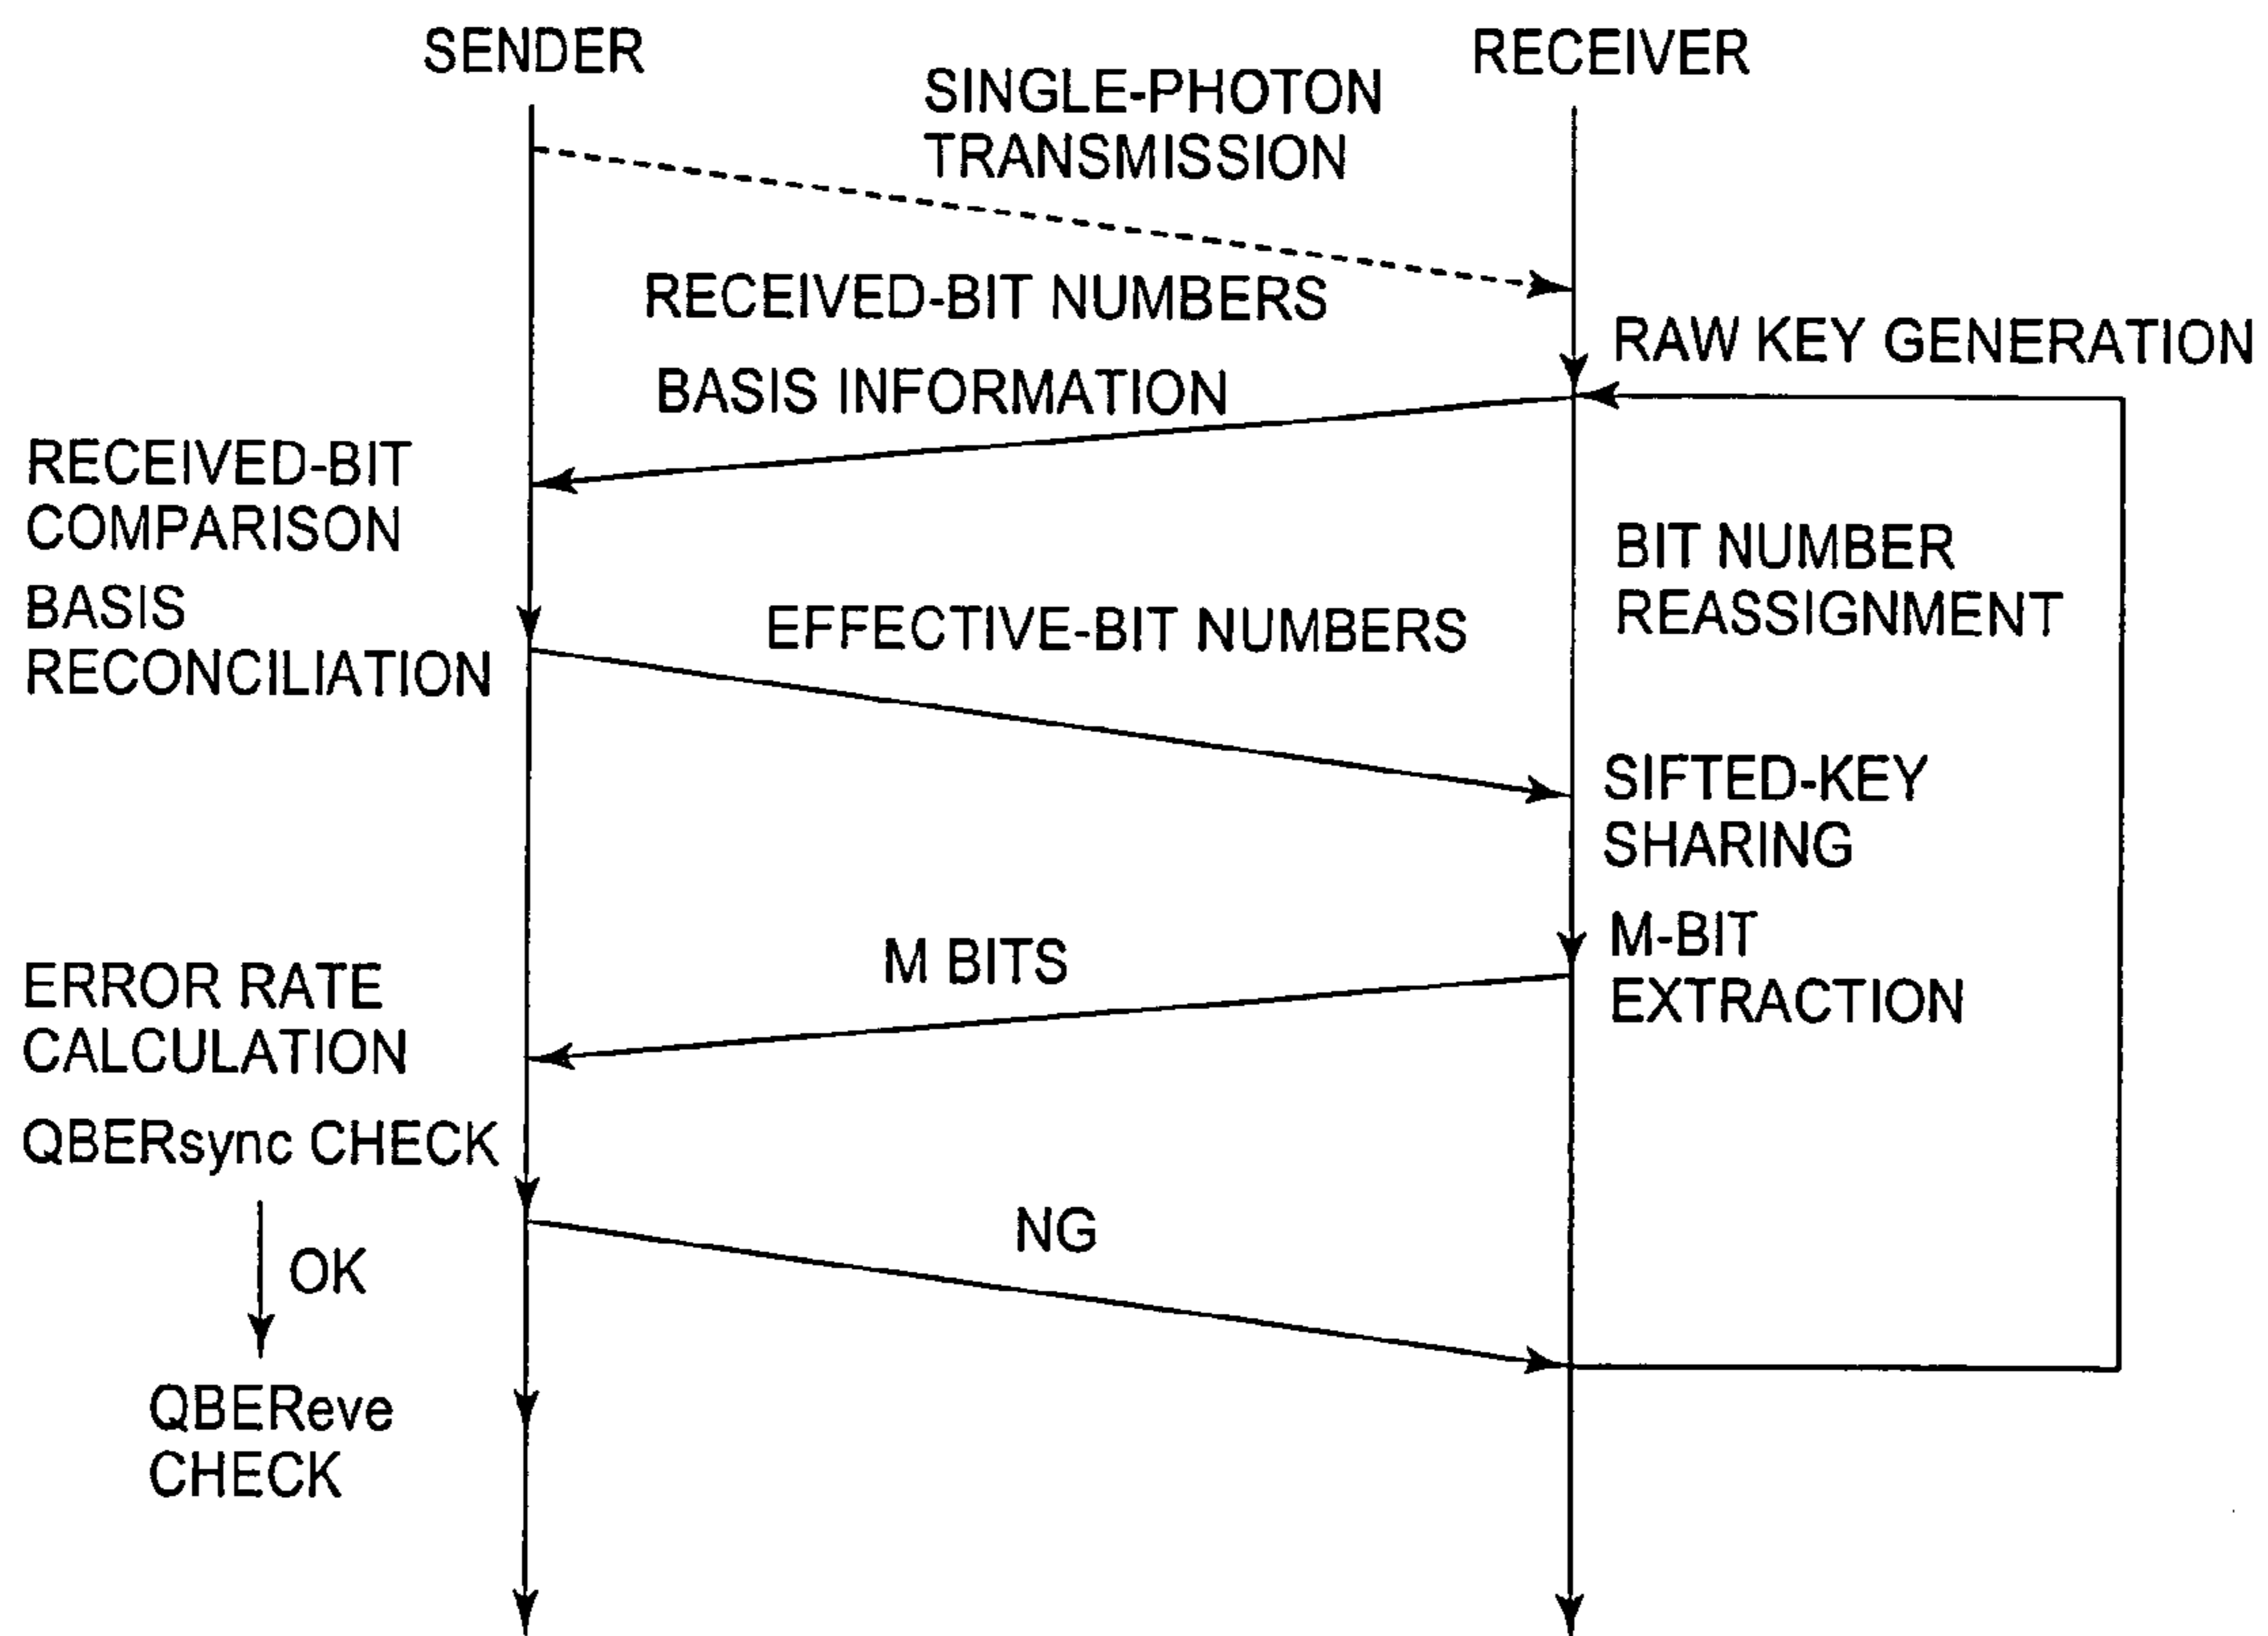 SENDER
RECEIVER
SINGLE-PHOTON
TRANSMISSION
RECEIVED-BIT NUMBERS
RAW KEY GENERATION
BASIS INFORMATION
RECEIVED-BIT
COMPARISON
BIT NUMBER
REASSIGNMENT
BASIS
RECONCILIATION
EFFECTIVE-BIT NUMBERS
SIFTED-KEY
SHARING
M-BIT
EXTRACTION
M BITS
ERROR RATE
CALCULATION
QBERsync CHECK
NG
OK
QBEReve
CHECK